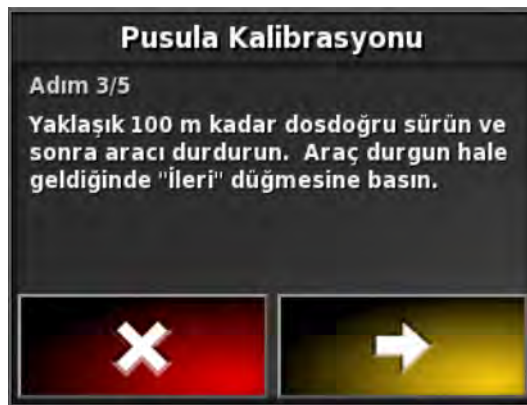 Pusula Kalibrasyonu
Adım 3/5
Yaklaşık 100 m kadar dosdoğru sürün ve
sonra aracı durdurun. Araç durgun hale
geldiğinde "İleri" düğmesine basın.